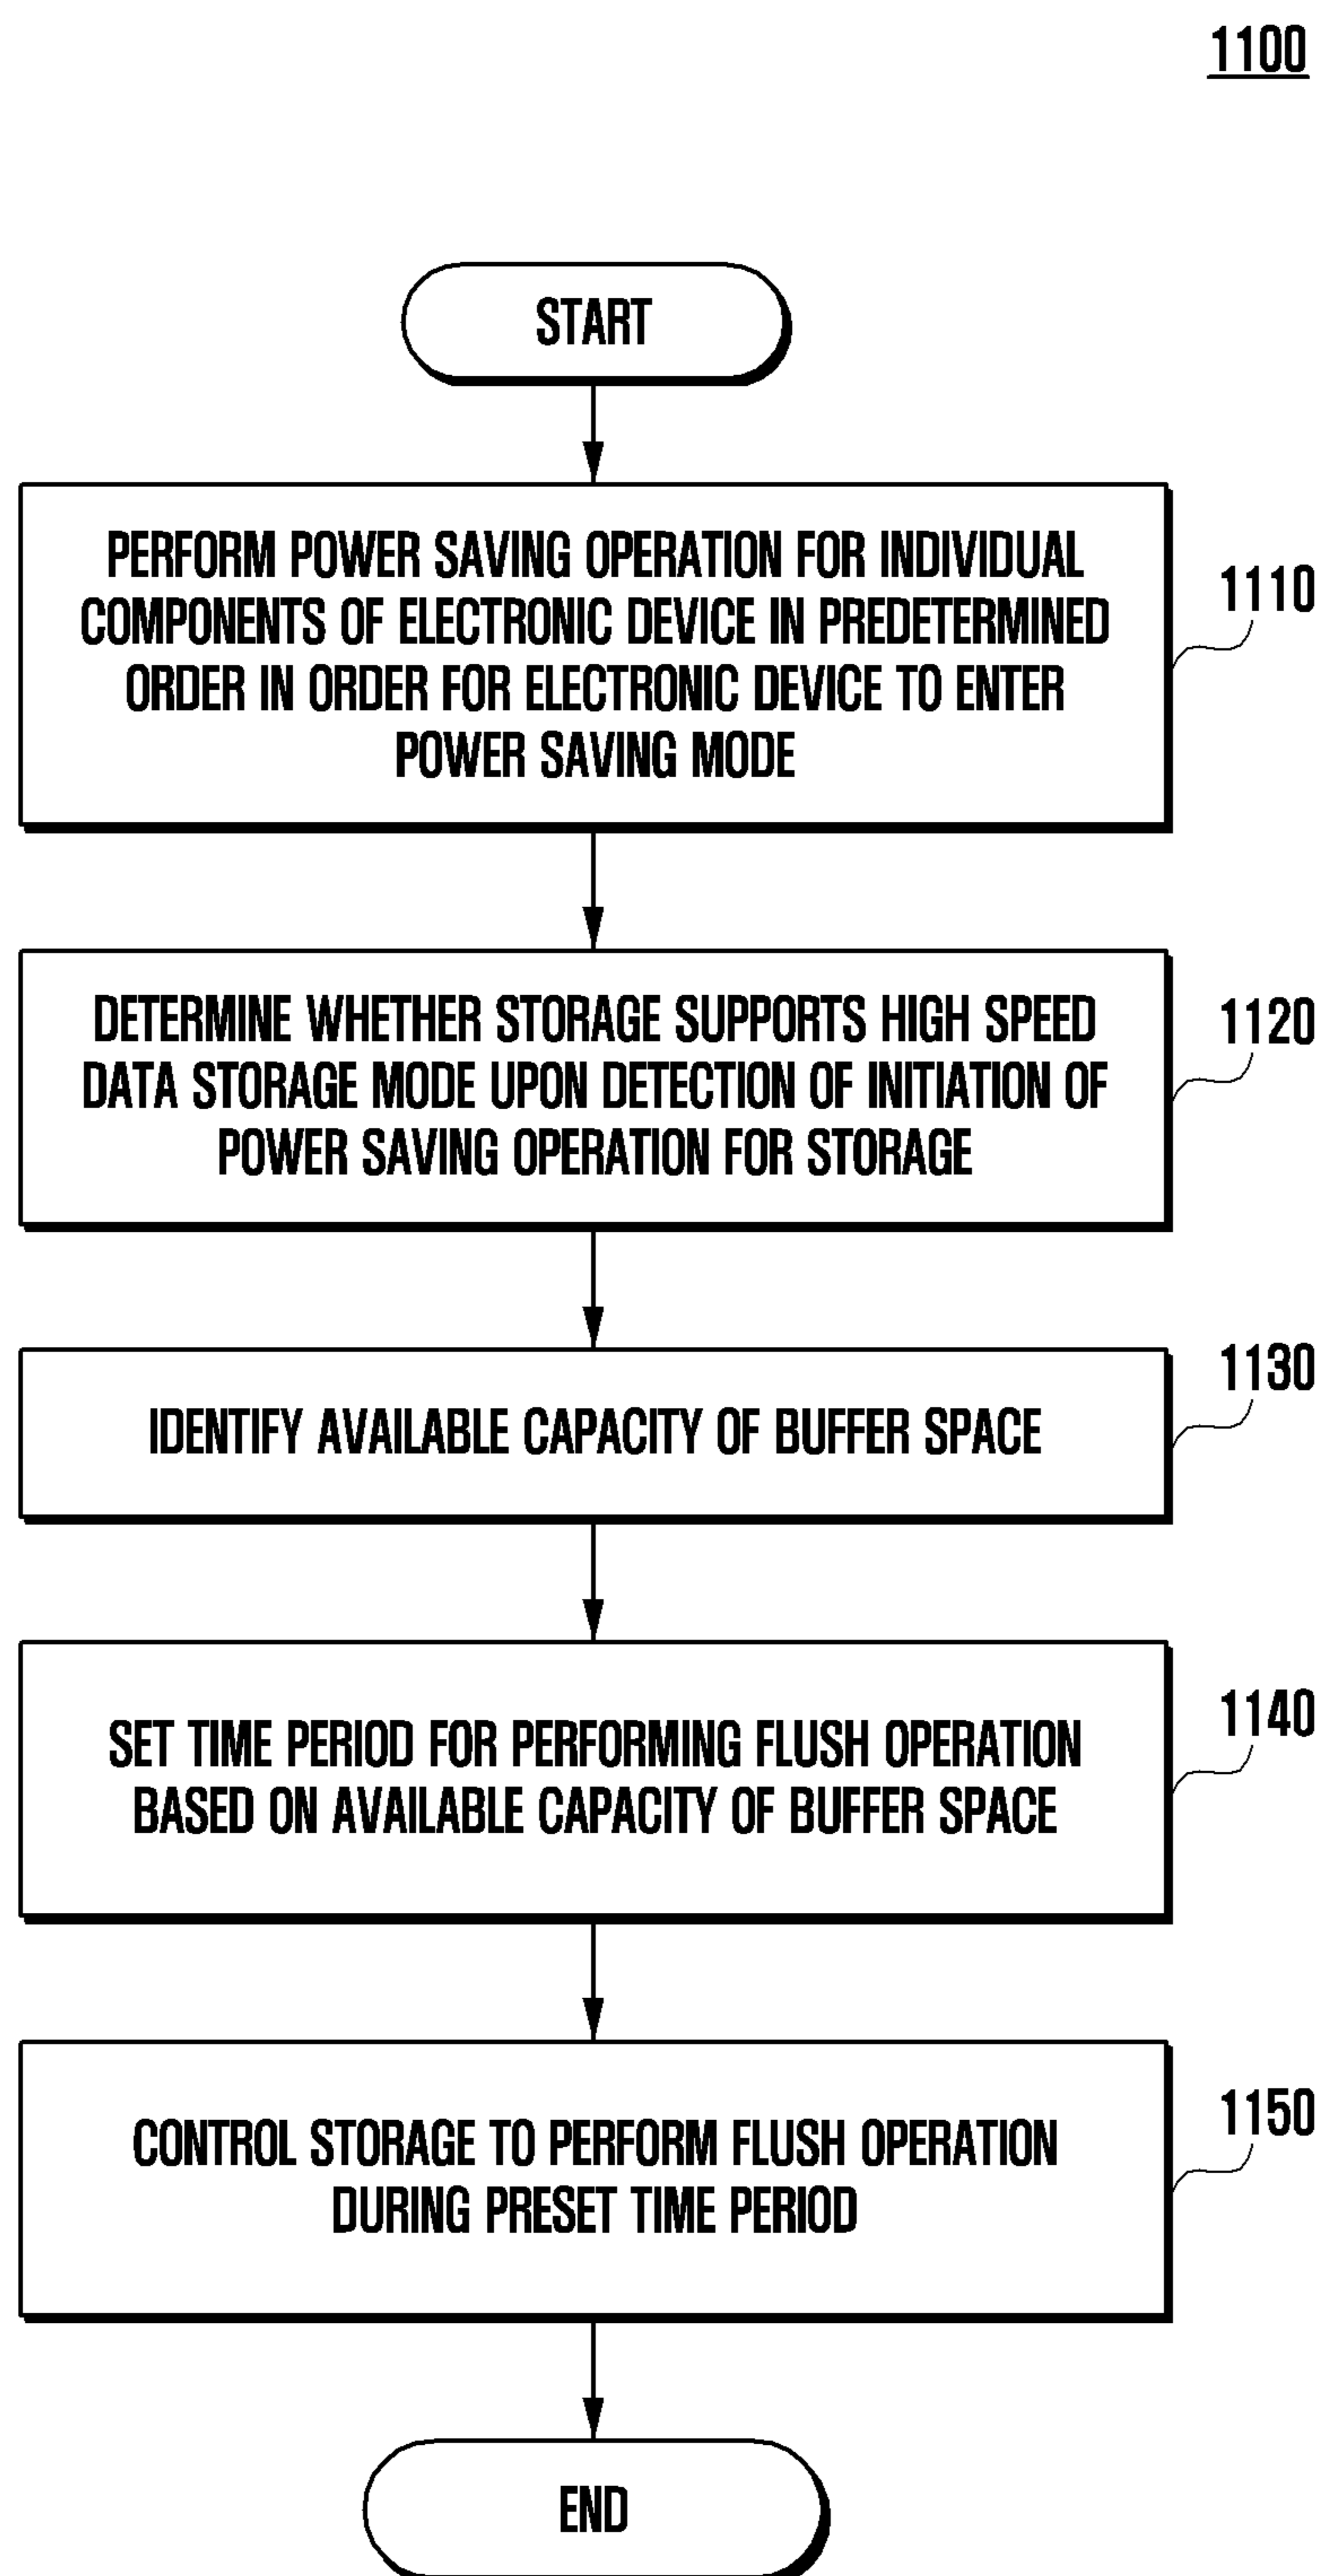 1100
START
PERFORM POWER SAVING OPERATION FOR INDIVIDUAL
COMPONENTS OF ELECTRONIC DEVICE IN PREDETERMINED
ORDER IN ORDER FOR ELECTRONIC DEVICE TO ENTER
POWER SAVING MODE
1110
DETERMINE WHETHER STORAGE SUPPORTS HIGH SPEED
DATA STORAGE MODE UPON DETECTION OF INITIATION OF
POWER SAVING OPERATION FOR STORAGE
1120
IDENTIFY AVAILABLE CAPACITY OF BUFFER SPACE
1130
SET TIME PERIOD FOR PERFORMING FLUSH OPERATION
BASED ON AVAILABLE CAPACITY OF BUFFER SPACE
1140
CONTROL STORAGE TO PERFORM FLUSH OPERATION
DURING PRESET TIME PERIOD
1150
END